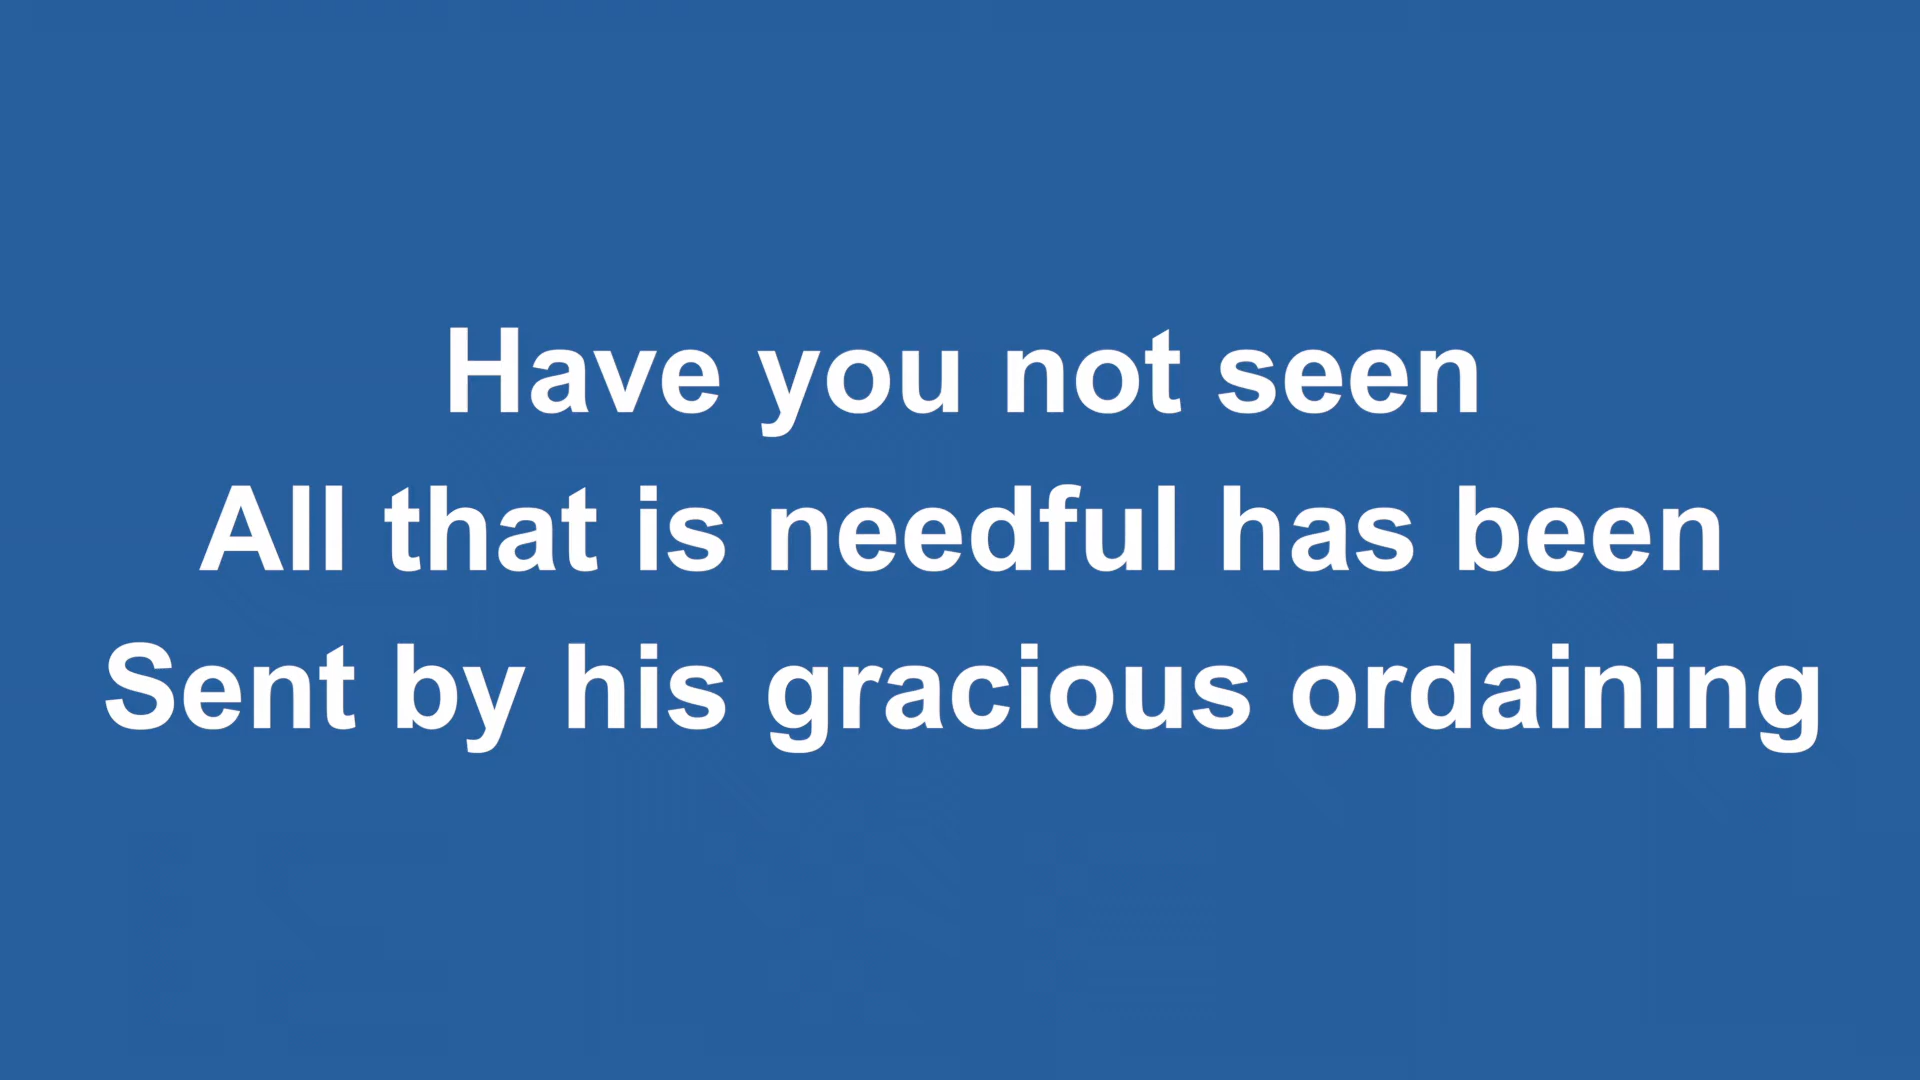 Have you not seen
All that is needful has been
Sent by his gracious ordaining